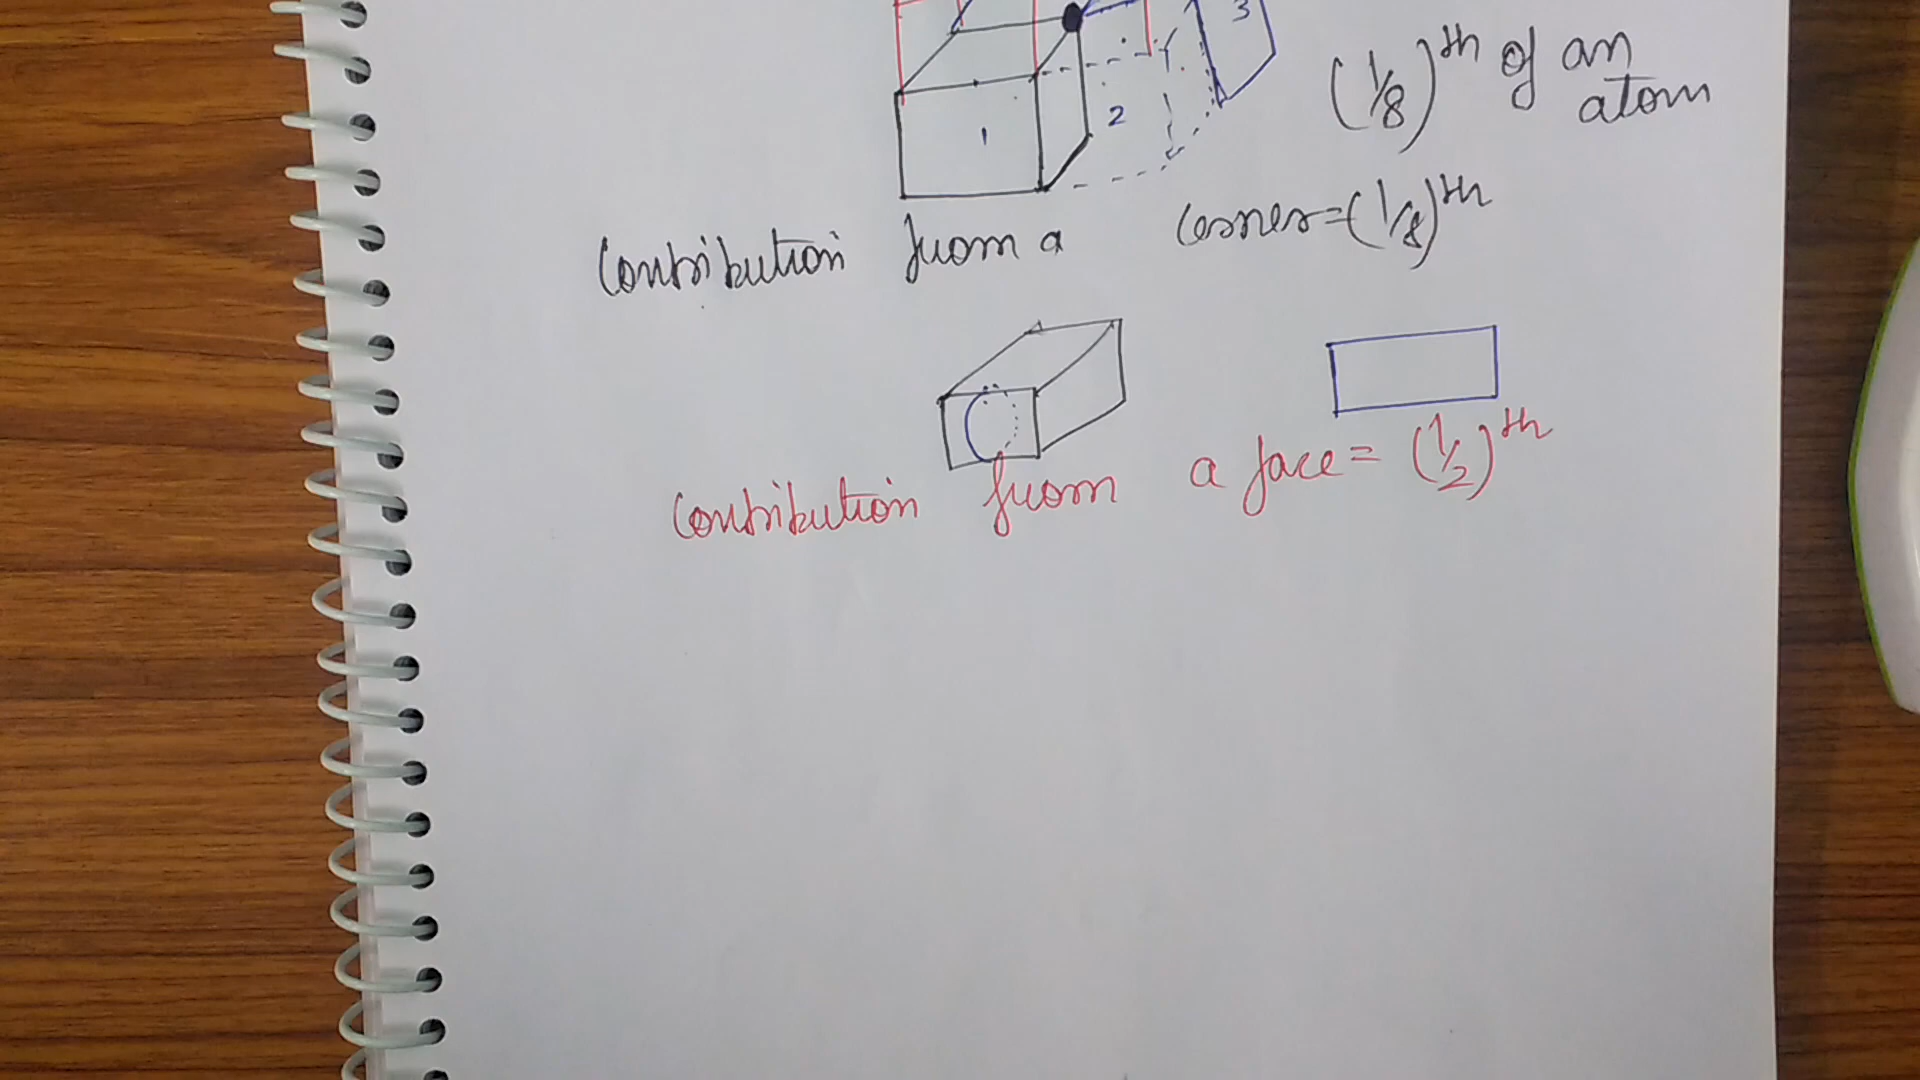 3
(1/8)th of an
atom
1
2
Contribution from a corner=(1/8)th
Contribution from a face=(1/2)th